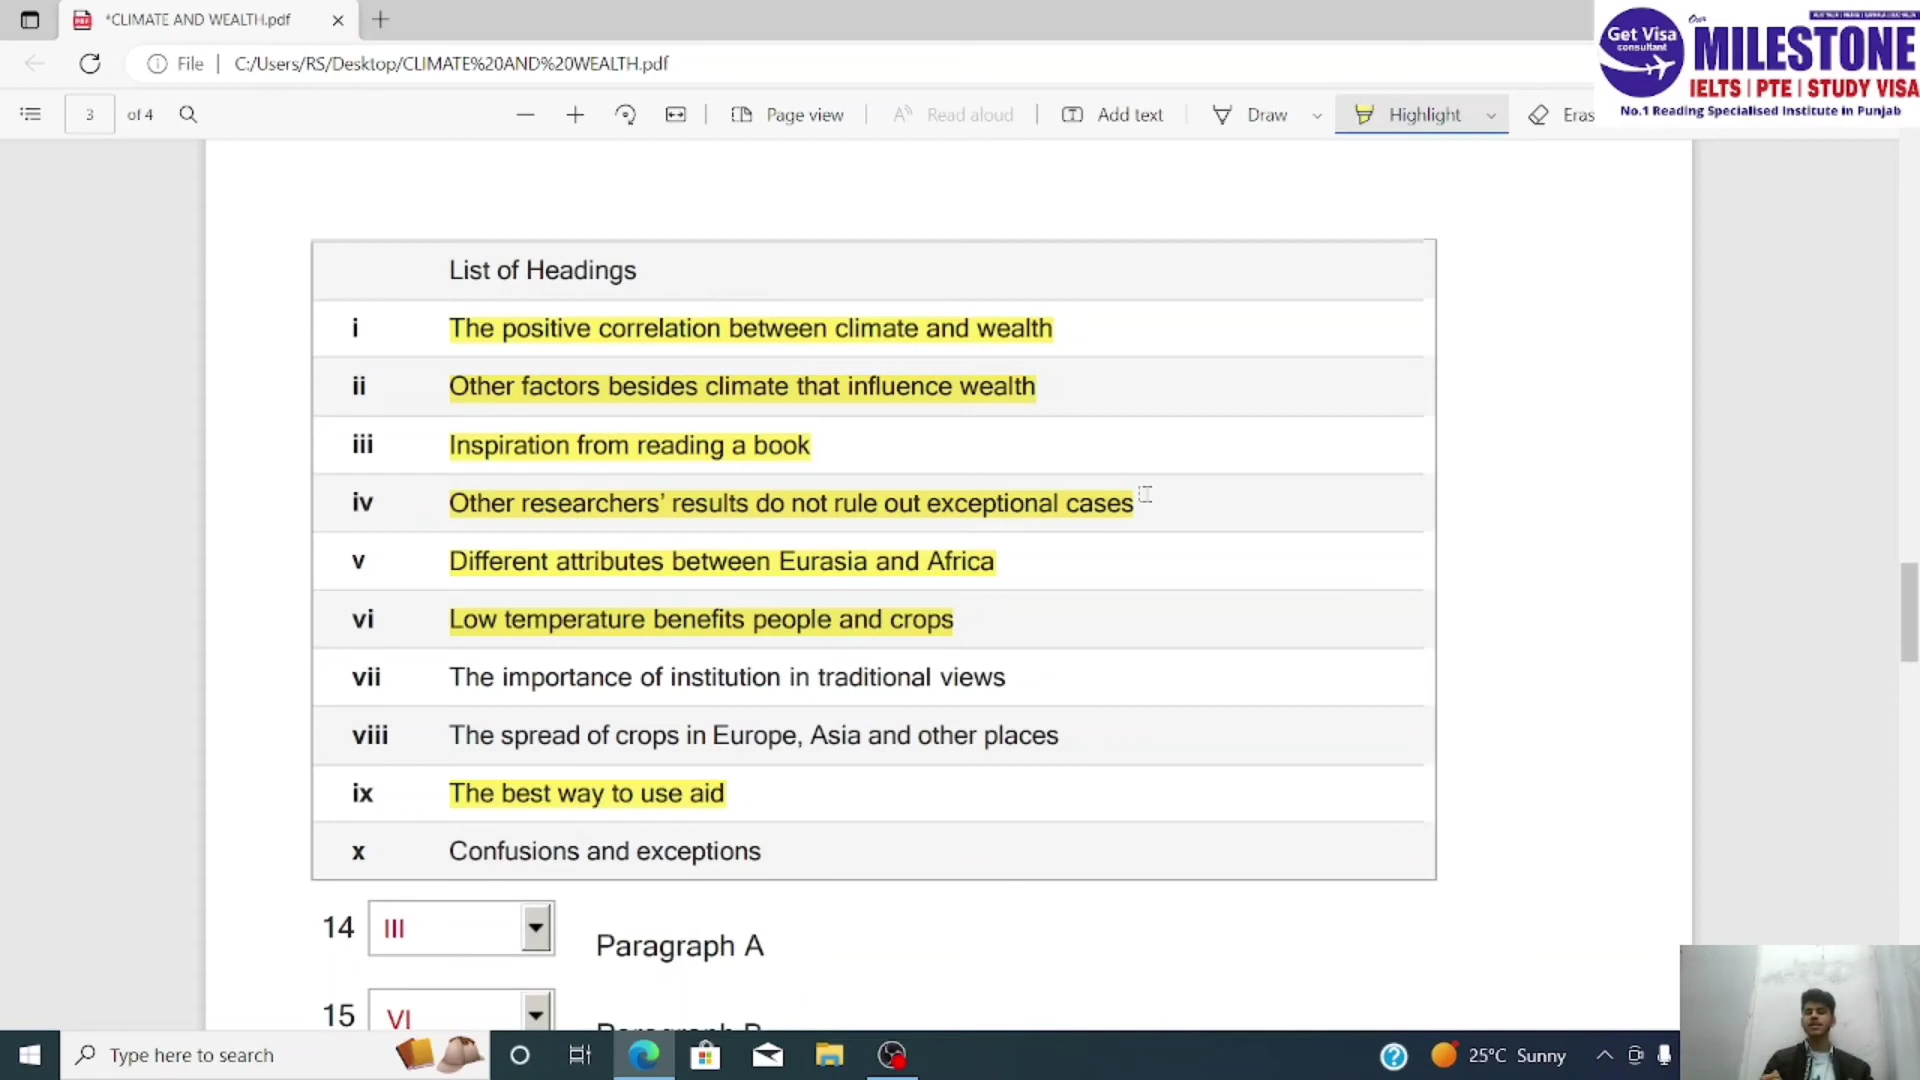 *CLIMATE AND WEALTH.pdf
File
C:/Users/RS/Desktop/CLIMATE%20AND%20WEALTH.pdf
3 of 4
Page view
Read aloud
Add text
Draw
Highlight
Eras
Get Visa
consultant
Our
MILESTONE
IELTS | PTE | STUDY VISA
No.1 Reading Specialised Institute in Punjab
List of Headings
i The positive correlation between climate and wealth
ii Other factors besides climate that influence wealth
iii Inspiration from reading a book
iv Other researchers' results do not rule out exceptional cases
v Different attributes between Eurasia and Africa
vi Low temperature benefits people and crops
vii The importance of institution in traditional views
viii The spread of crops in Europe, Asia and other places
ix The best way to use aid
x Confusions and exceptions
14 III Paragraph A
15 VI Paragraph B
Type here to search
25°C Sunny